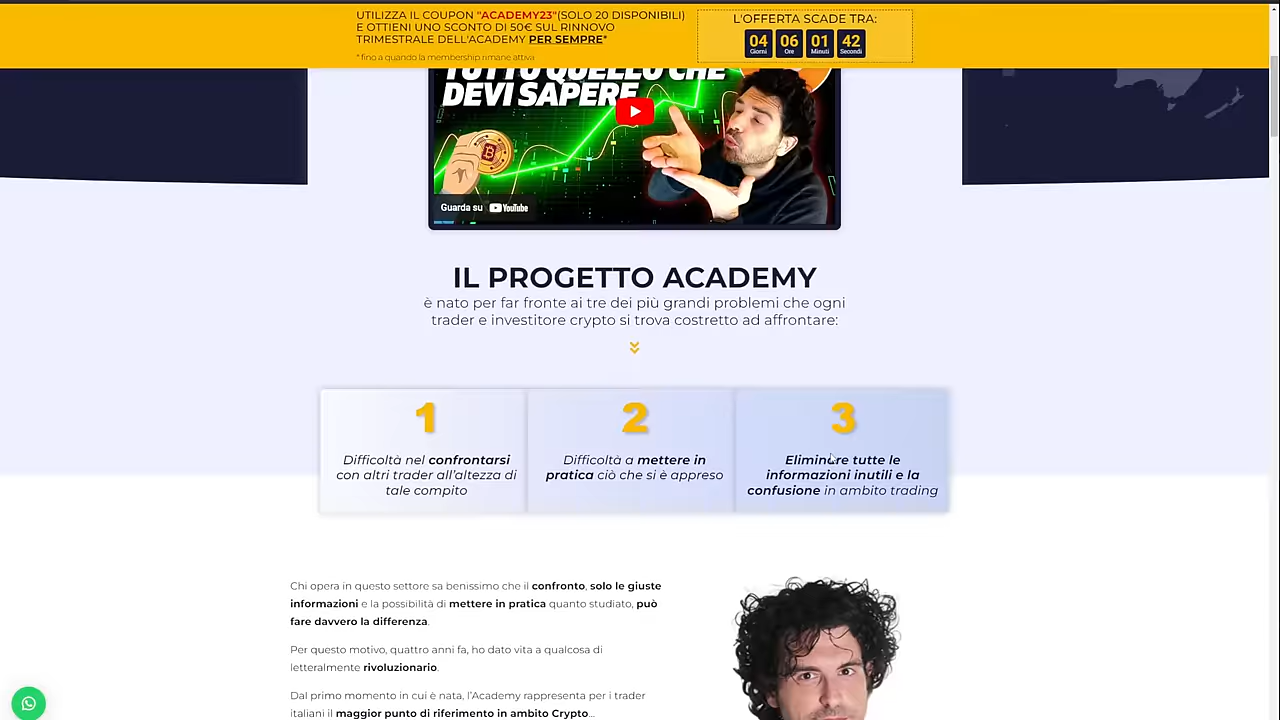 UTILIZZA IL COUPON "ACADEMY23"(SOLO 20 DISPONIBILI)
E OTTIENI UNO SCONTO DI 50€ SUL RINNOVO
TRIMESTRALE DELL'ACADEMY PER SEMPRE*
* fino a quando la membership rimane attiva
L'OFFERTA SCADE TRA:
04 06 01 42
Giorni Ore Minuti Secondi
TUTTO QUELLO CHE
DEVI SAPERE
Guarda su YouTube
IL PROGETTO ACADEMY
è nato per far fronte ai tre dei più grandi problemi che ogni
trader e investitore crypto si trova costretto ad affrontare:
1
Difficoltà nel confrontarsi
con altri trader all'altezza di
tale compito
2
Difficoltà a mettere in
pratica ciò che si è appreso
3
Eliminare tutte le
informazioni inutili e la
confusione in ambito trading
Chi opera in questo settore sa benissimo che il confronto, solo le giuste
informazioni e la possibilità di mettere in pratica quanto studiato, può
fare davvero la differenza.
Per questo motivo, quattro anni fa, ho dato vita a qualcosa di
letteralmente rivoluzionario.
Dal primo momento in cui è nata, l'Academy rappresenta per i trader
italiani il maggior punto di riferimento in ambito Crypto...